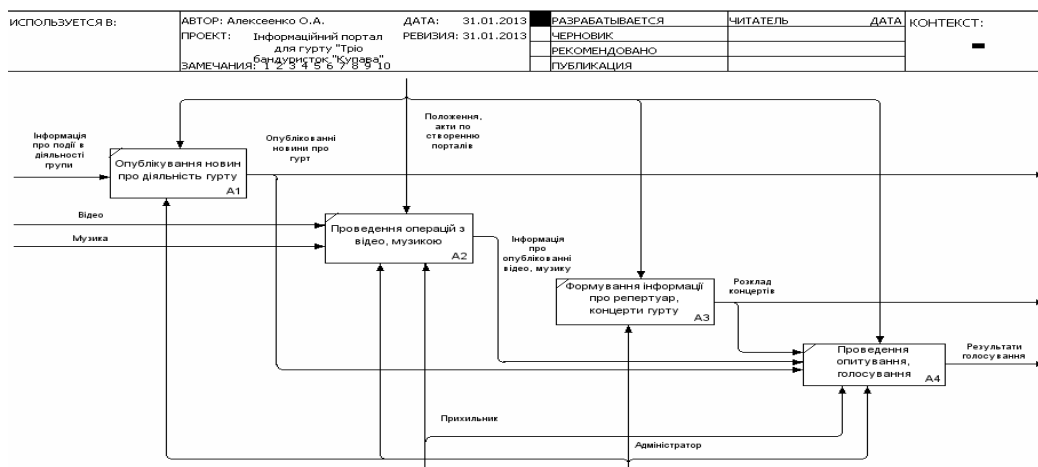 ИСПОЛЬЗУЕТСЯ В:
АВТОР: Алексеенко О.А.
ДАТА: 31.01.2013
РАЗРАБАТЫВАЕТСЯ
ЧИТАТЕЛЬ
ДАТА
КОНТЕКСТ:
ПРОЕКТ: Інформаційний портал
для гурту "Тріо
бандуристок "Купава"
РЕВИЗИЯ: 31.01.2013
ЧЕРНОВИК
РЕКОМЕНДОВАНО
ЗАМЕЧАНИЯ: 1 2 3 4 5 6 7 8 9 10
ПУБЛИКАЦИЯ
Інформація
про події в
діяльності
групи
Опублікування новин
про діяльність гурту
A1
Опубліковані
новини про
гурт
Положення,
акти по
створенню
порталів
Відео
Музика
Проведення операцій з
відео, музикою
A2
Інформація
про
опубліковані
відео, музику
Формування інформації
про репертуар,
концерти гурту
A3
Розклад
концертів
Проведення
опитування,
голосування
A4
Результати
голосування
Прихильник
Адміністратор